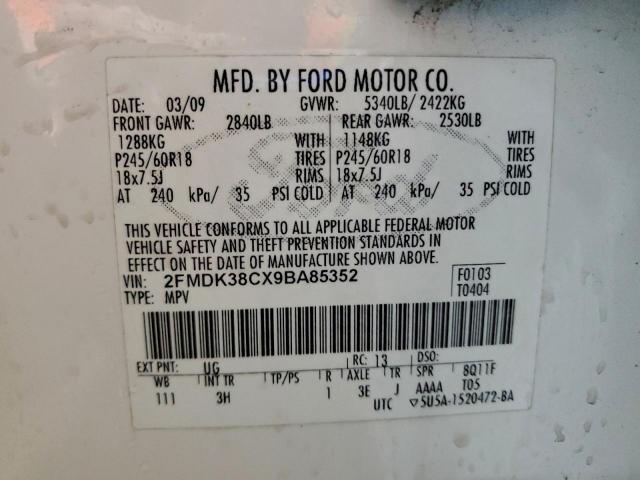 MFD. BY FORD MOTOR CO.
DATE: 03/09 GVWR: 5340LB/ 2422KG
FRONT GAWR: 2840LB REAR GAWR: 2530LB
1288KG WITH 1148KG WITH
P245/60R18 TIRES P245/60R18 TIRES
18x7.5J RIMS 18x7.5J RIMS
AT 240 kPa/ 35 PSI COLD AT 240 kPa/ 35 PSI COLD
Ford
THIS VEHICLE CONFORMS TO ALL APPLICABLE FEDERAL MOTOR
VEHICLE SAFETY AND THEFT PREVENTION STANDARDS IN
EFFECT ON THE DATE OF MANUFACTURE SHOWN ABOVE.
VIN: 2FMDK38CX9BA85352 F0103
TYPE: MPV T0404
EXT PNT: UG RC: 13 DSO:
WB INT TR TP/PS R AXLE TR SPR 8Q11F
111 3H 1 3E J AAAA T05
UTC ▽5U5A-1520472-BA